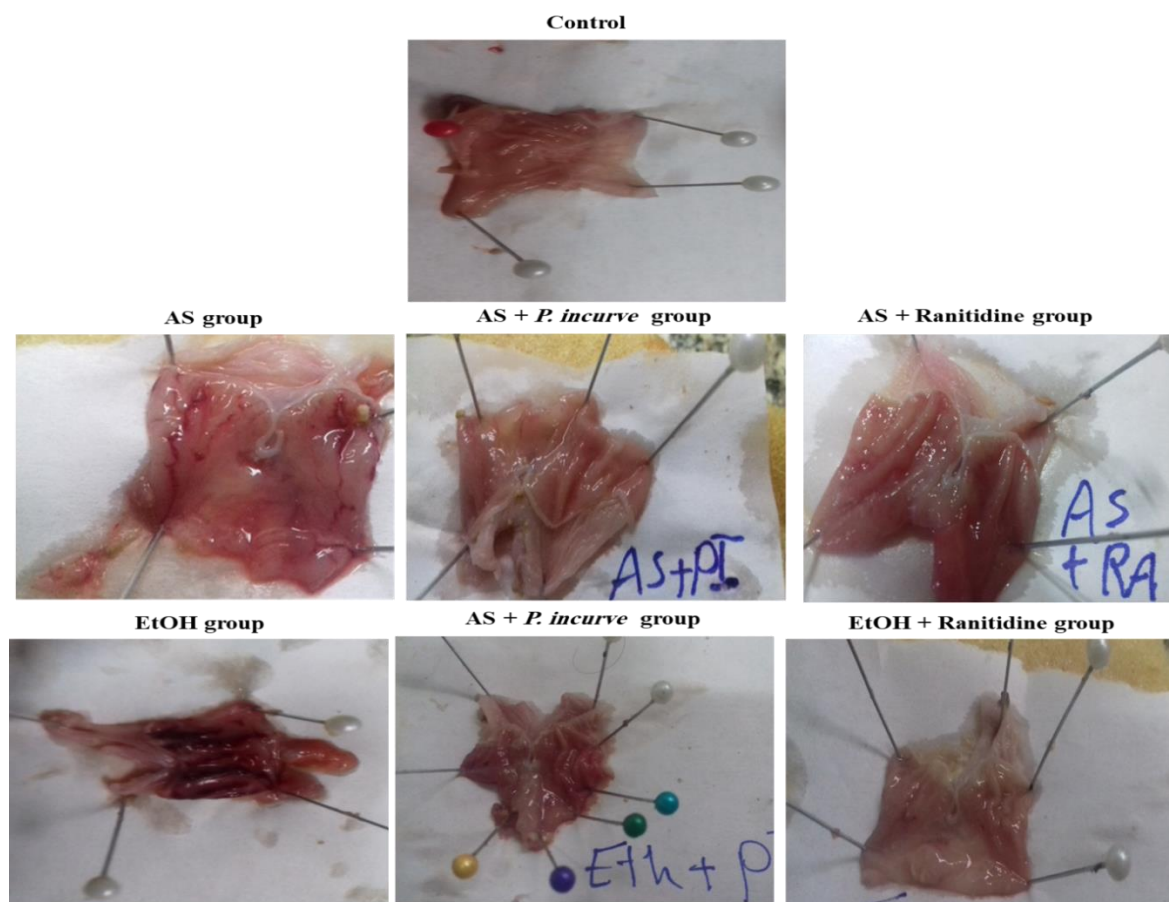 Control
AS group
AS + P. incurve group
AS + Ranitidine group
AS+PI
AS
+ RA
EtOH group
AS + P. incurve group
EtOH + Ranitidine group
Eth + P